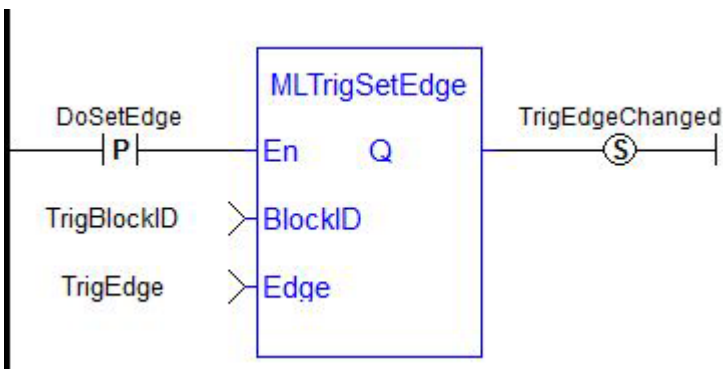 MLTrigSetEdge
DoSetEdge
TrigEdgeChanged
P
En Q
S
TrigBlockID
BlockID
TrigEdge
Edge